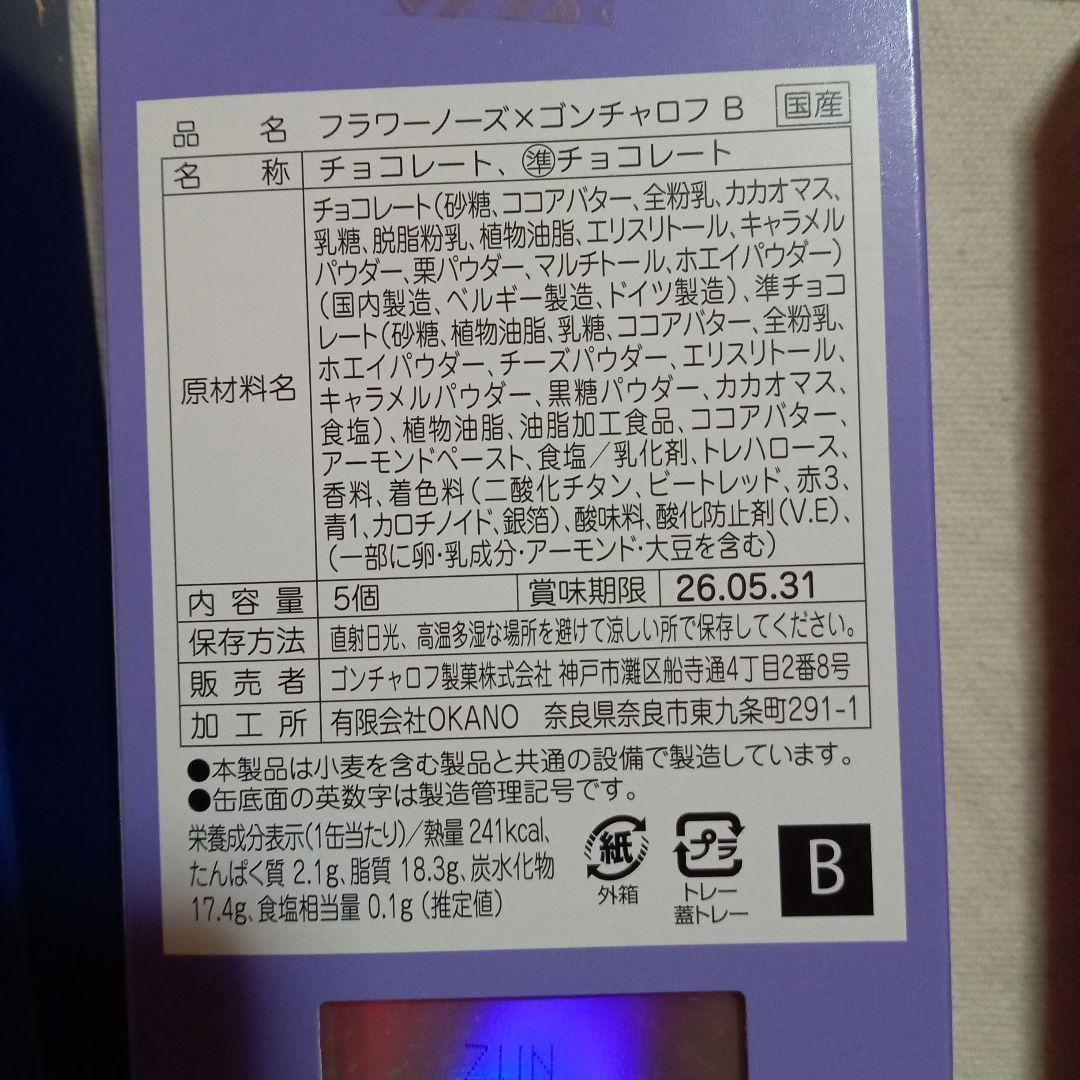 品名 フラワーノーズ×ゴンチャロフ B 国産
名称 チョコレート、準チョコレート
原材料名
チョコレート(砂糖、ココアバター、全粉乳、カカオマス、
乳糖、脱脂粉乳、植物油脂、エリスリトール、キャラメル
パウダー、栗パウダー、マルチトール、ホエイパウダー)
(国内製造、ベルギー製造、ドイツ製造)、準チョコ
レート(砂糖、植物油脂、乳糖、ココアバター、全粉乳、
ホエイパウダー、チーズパウダー、エリスリトール、
キャラメルパウダー、黒糖パウダー、カカオマス、
食塩)、植物油脂、油脂加工食品、ココアバター、
アーモンドペースト、食塩/乳化剤、トレハロース、
香料、着色料(二酸化チタン、ビートレッド、赤3、
青1、カロチノイド、銀箔)、酸味料、酸化防止剤(V.E)、
(一部に卵・乳成分・アーモンド・大豆を含む)
内容量 5個 賞味期限 26.05.31
保存方法 直射日光、高温多湿な場所を避けて涼しい所で保存してください。
販売者 ゴンチャロフ製菓株式会社 神戸市灘区船寺通4丁目2番8号
加工所 有限会社OKANO 奈良県奈良市東九条町291-1
●本製品は小麦を含む製品と共通の設備で製造しています。
●缶底面の英数字は製造管理記号です。
栄養成分表示(1缶当たり)/熱量 241kcal、
たんぱく質 2.1g、脂質 18.3g、炭水化物
17.4g、食塩相当量 0.1g (推定値)
紙
外箱
プラ
トレー
蓋トレー
B
ZUN